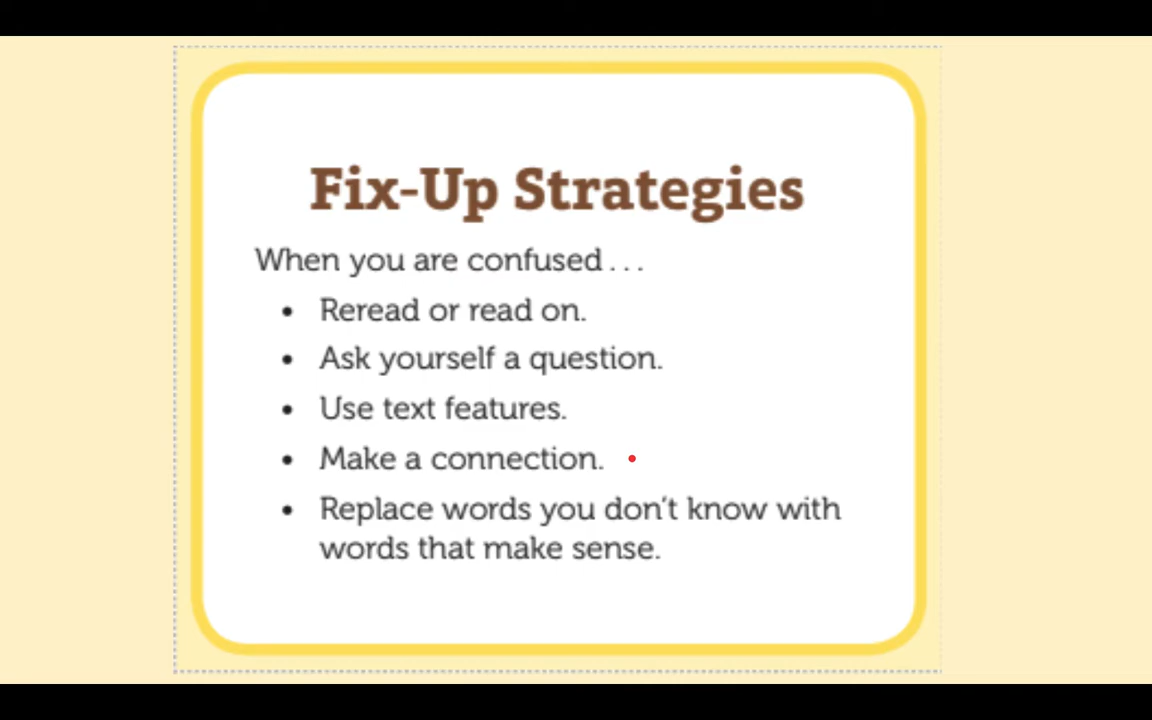 Fix-Up Strategies
When you are confused . . .
• Reread or read on.
• Ask yourself a question.
• Use text features.
• Make a connection.
• Replace words you don’t know with
words that make sense.